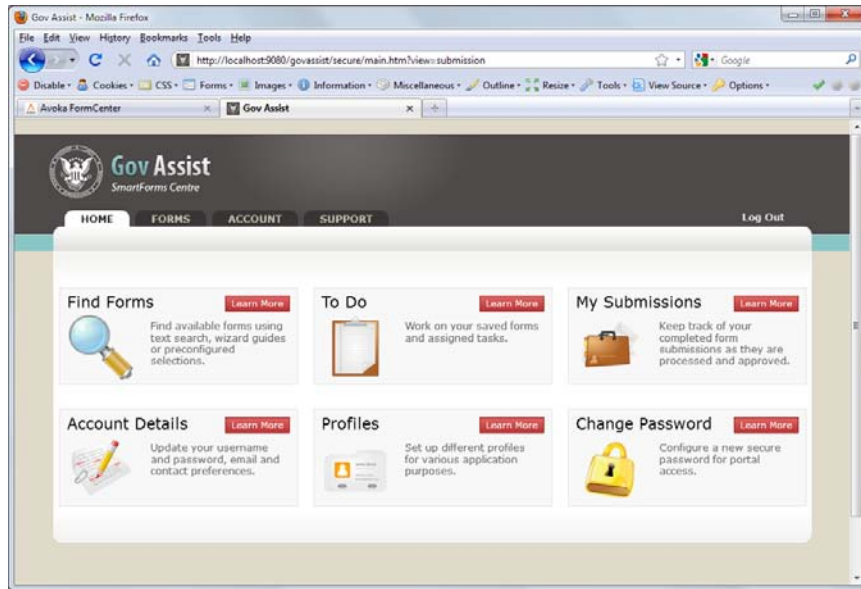 Gov Assist - Mozilla Firefox
File Edit View History Bookmarks Tools Help
http://localhost:9080/govassist/secure/main.htm?view=submission
Google
Disable Cookies CSS Forms Images Information Miscellaneous Outline Resize Tools View Source Options
Avoka FormCenter
Gov Assist
Gov Assist
SmartForms Centre
HOME FORMS ACCOUNT SUPPORT Log Out
Find Forms Learn More
Find available forms using
text search, wizard guides
or preconfigured
selections.
To Do Learn More
Work on your saved forms
and assigned tasks.
My Submissions Learn More
Keep track of your
completed form
submissions as they are
processed and approved.
Account Details Learn More
Update your username
and password, email and
contact preferences.
Profiles Learn More
Set up different profiles
for various application
purposes.
Change Password Learn More
Configure a new secure
password for portal
access.